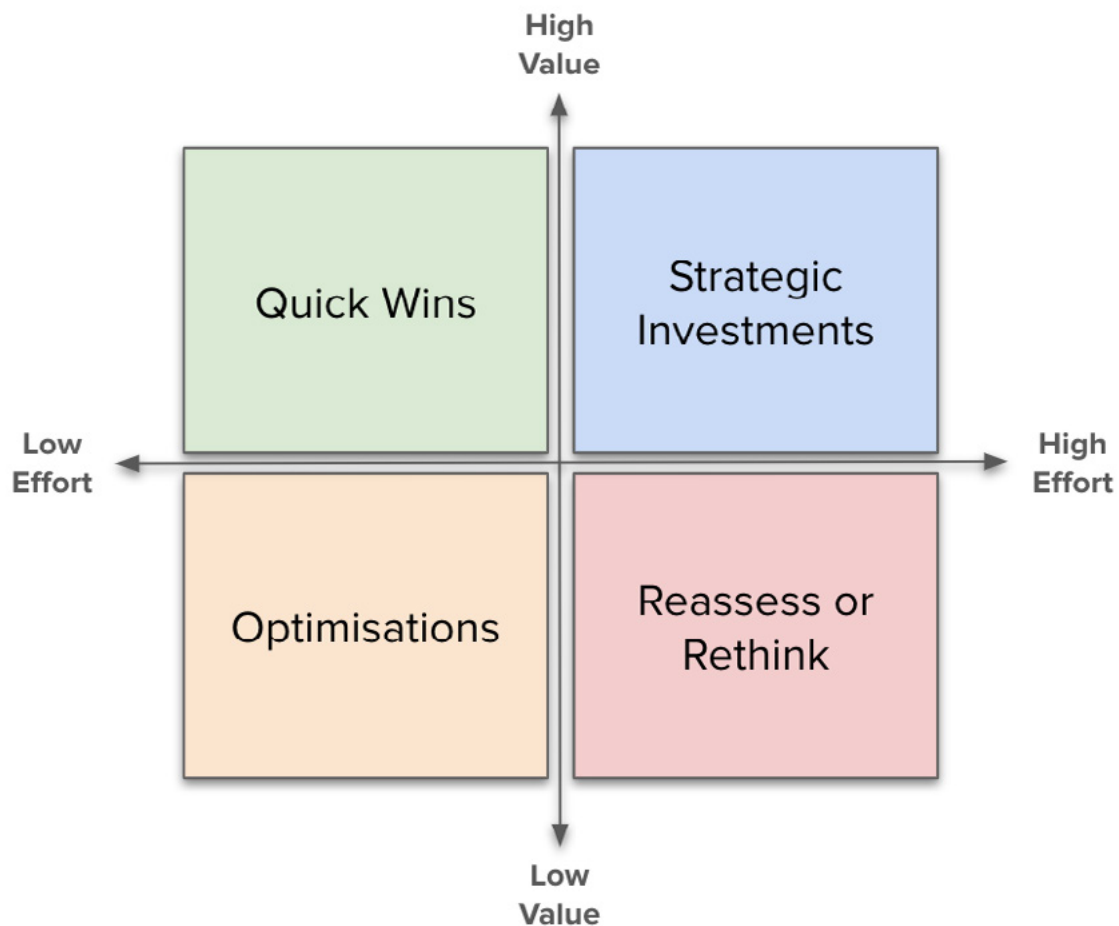 High
Value
Quick Wins
Strategic
Investments
Low
Effort
High
Effort
Optimisations
Reassess or
Rethink
Low
Value